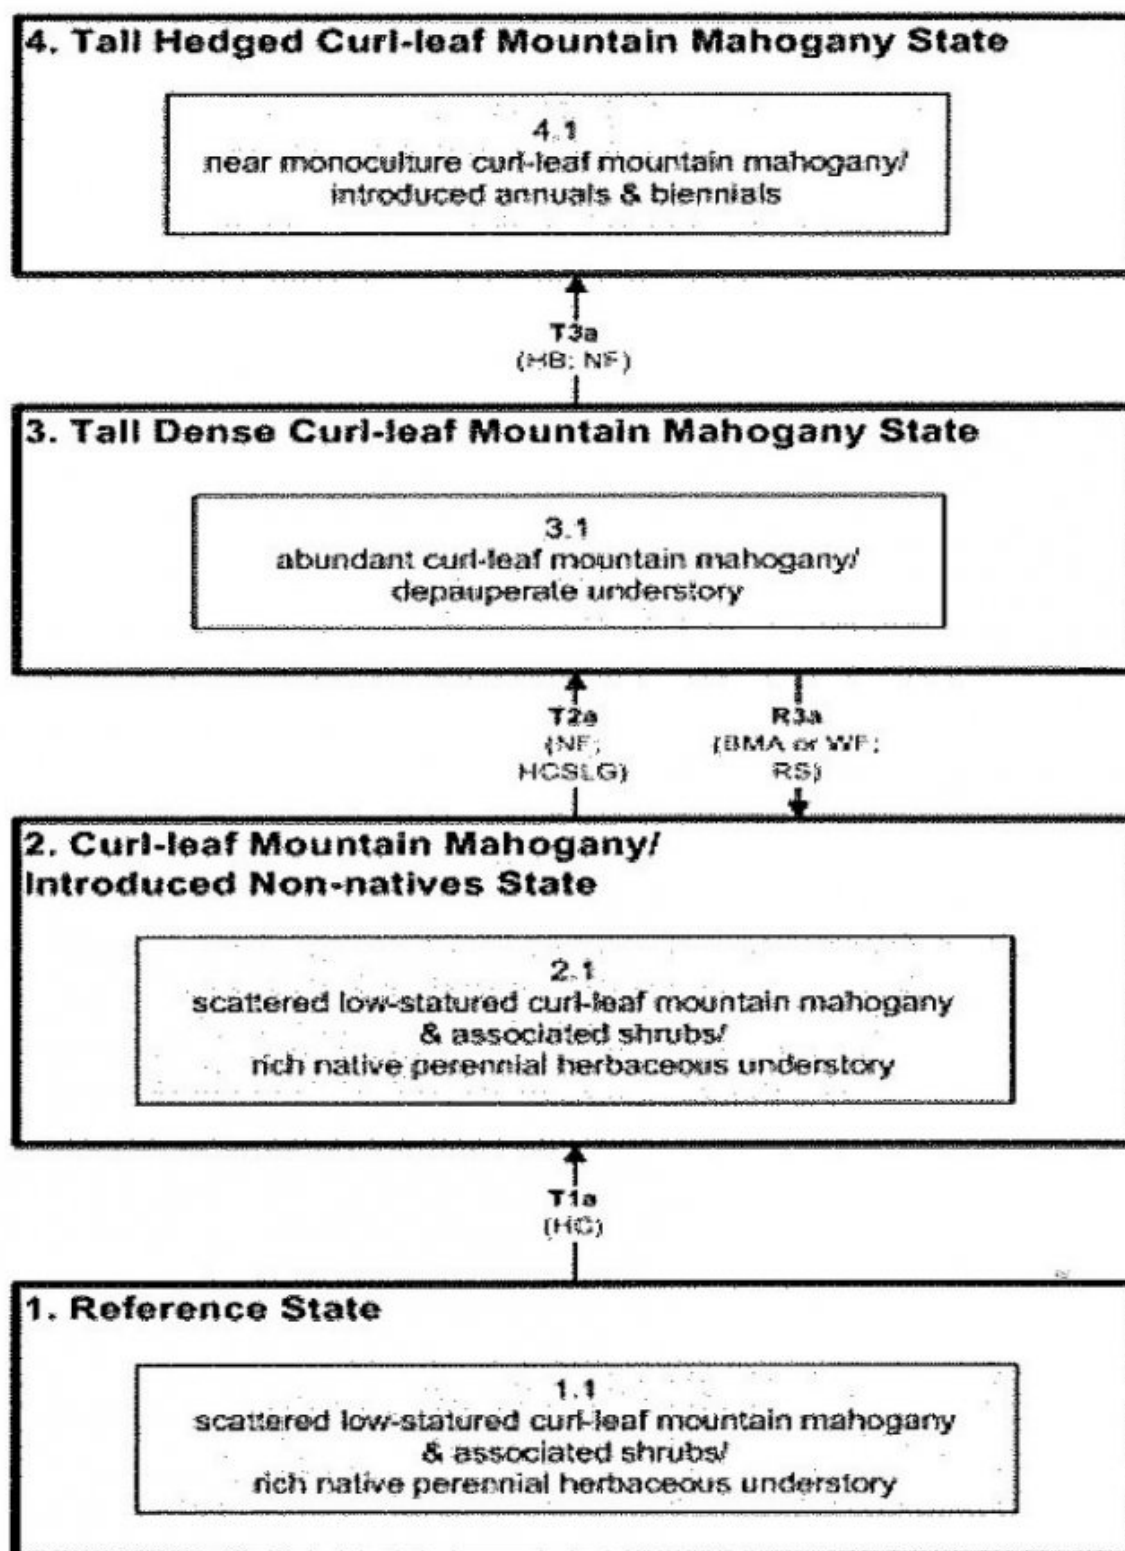 4. Tall Hedged Curl-leaf Mountain Mahogany State
4.1
near monoculture curl-leaf mountain mahogany/
introduced annuals & biennials
T3a
(HB; NF)
3. Tall Dense Curl-leaf Mountain Mahogany State
3.1
abundant curl-leaf mountain mahogany/
depauperate understory
T2a
(NF;
HCSLG)
R3a
(BMA or WF;
RS)
2. Curl-leaf Mountain Mahogany/
Introduced Non-natives State
2.1
scattered low-statured curl-leaf mountain mahogany
& associated shrubs/
rich native perennial herbaceous understory
T1a
(HC)
1. Reference State
1.1
scattered low-statured curl-leaf mountain mahogany
& associated shrubs/
rich native perennial herbaceous understory